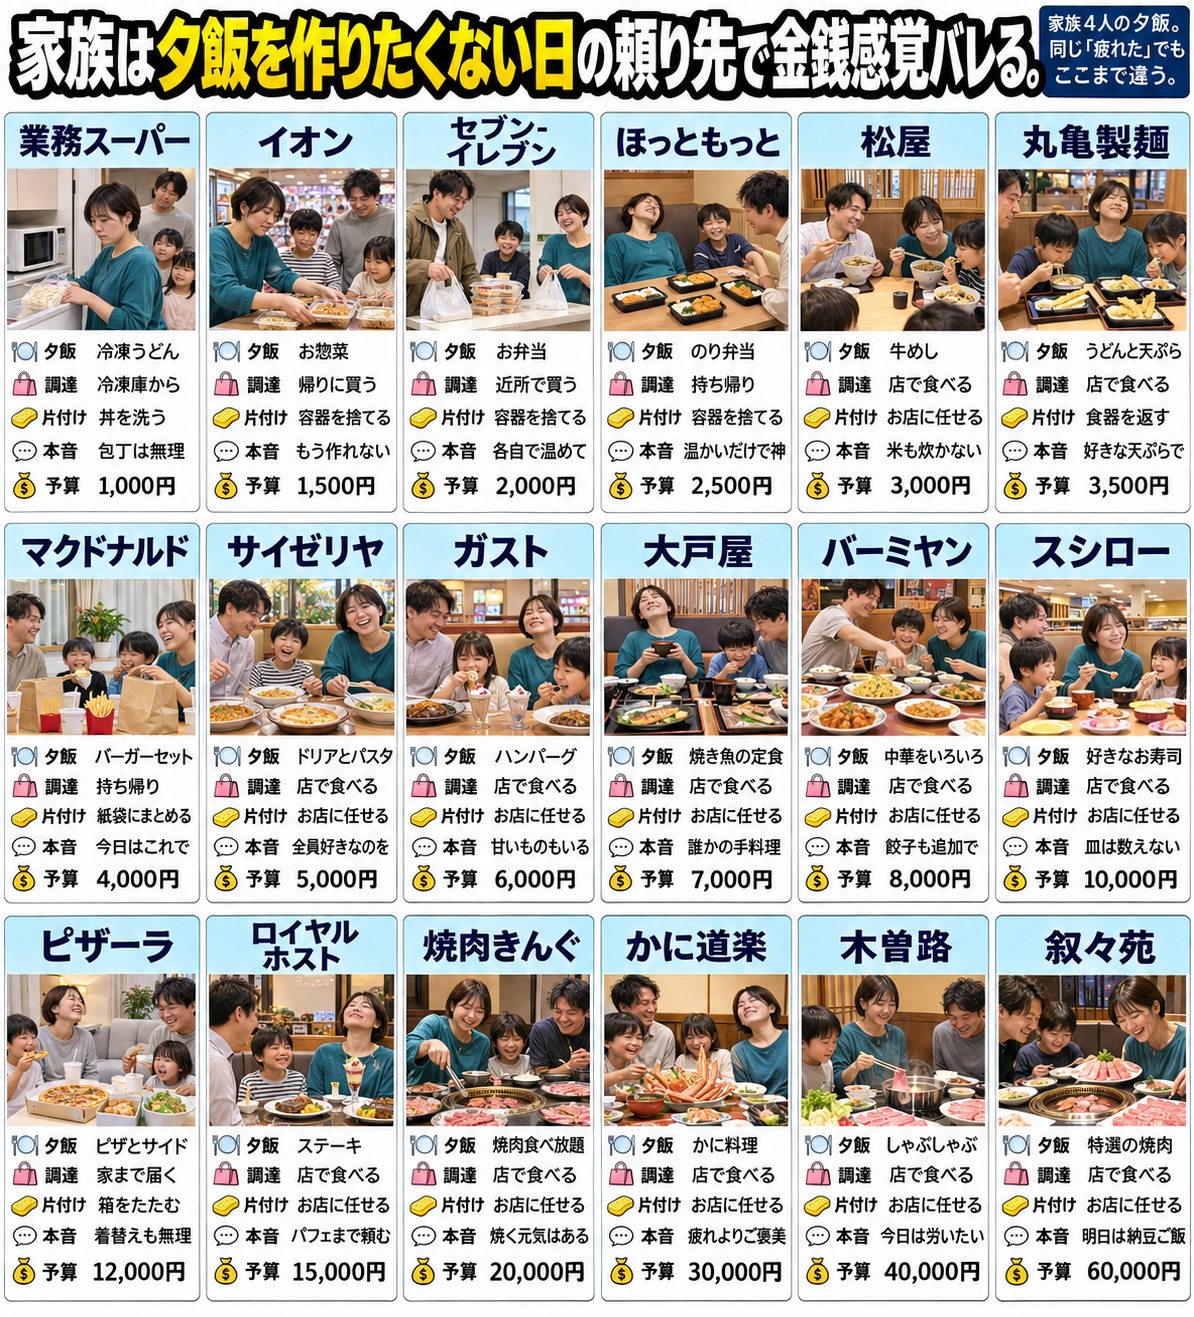 家族は夕飯を作りたくない日の頼り先で金銭感覚バレる。
家族4人の夕飯。
同じ「疲れた」でも
ここまで違う。
業務スーパー
夕飯 冷凍うどん
調達 冷凍庫から
片付け 丼を洗う
本音 包丁は無理
予算 1,000円
イオン
夕飯 お惣菜
調達 帰りに買う
片付け 容器を捨てる
本音 もう作れない
予算 1,500円
セブン-
イレブン
夕飯 お弁当
調達 近所で買う
片付け 容器を捨てる
本音 各自で温めて
予算 2,000円
ほっともっと
夕飯 のり弁当
調達 持ち帰り
片付け 容器を捨てる
本音 温かいだけで神
予算 2,500円
松屋
夕飯 牛めし
調達 店で食べる
片付け お店に任せる
本音 米も炊かない
予算 3,000円
丸亀製麺
夕飯 うどんと天ぷら
調達 店で食べる
片付け 食器を返す
本音 好きな天ぷらで
予算 3,500円
マクドナルド
夕飯 バーガーセット
調達 持ち帰り
片付け 紙袋にまとめる
本音 今日はこれで
予算 4,000円
サイゼリヤ
夕飯 ドリアとパスタ
調達 店で食べる
片付け お店に任せる
本音 全員好きなのを
予算 5,000円
ガスト
夕飯 ハンバーグ
調達 店で食べる
片付け お店に任せる
本音 甘いものもいる
予算 6,000円
大戸屋
夕飯 焼き魚の定食
調達 店で食べる
片付け お店に任せる
本音 誰かの手料理
予算 7,000円
バーミヤン
夕飯 中華をいろいろ
調達 店で食べる
片付け お店に任せる
本音 餃子も追加で
予算 8,000円
スシロー
夕飯 好きなお寿司
調達 店で食べる
片付け お店に任せる
本音 皿は数えない
予算 10,000円
ピザーラ
夕飯 ピザとサイド
調達 家まで届く
片付け 箱をたたむ
本音 着替えも無理
予算 12,000円
ロイヤル
ホスト
夕飯 ステーキ
調達 店で食べる
片付け お店に任せる
本音 パフェまで頼む
予算 15,000円
焼肉きんぐ
夕飯 焼肉食べ放題
調達 店で食べる
片付け お店に任せる
本音 焼く元気はある
予算 20,000円
かに道楽
夕飯 かに料理
調達 店で食べる
片付け お店に任せる
本音 疲れよりご褒美
予算 30,000円
木曽路
夕飯 しゃぶしゃぶ
調達 店で食べる
片付け お店に任せる
本音 今日は労いたい
予算 40,000円
叙々苑
夕飯 特選の焼肉
調達 店で食べる
片付け お店に任せる
本音 明日は納豆ご飯
予算 60,000円